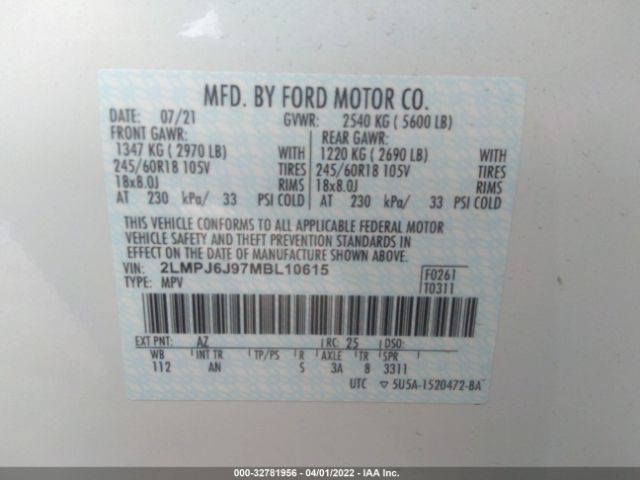 MFD. BY FORD MOTOR CO.
DATE: 07/21 GVWR: 2540 KG ( 5600 LB)
FRONT GAWR: REAR GAWR:
1347 KG ( 2970 LB) WITH 1220 KG ( 2690 LB) WITH
245/60R18 105V TIRES 245/60R18 105V TIRES
18x8.0J RIMS 18x8.0J RIMS
AT 230 kPa/ 33 PSI COLD AT 230 kPa/ 33 PSI COLD
THIS VEHICLE CONFORMS TO ALL APPLICABLE FEDERAL MOTOR
VEHICLE SAFETY AND THEFT PREVENTION STANDARDS IN
EFFECT ON THE DATE OF MANUFACTURE SHOWN ABOVE.
VIN: 2LMPJ6J97MBL10615 F0261
TYPE: MPV T0311
EXT PNT: AZ RC: 25 DSO:
WB INT TR TP/PS R AXLE TR SPR
112 AN S 3A 8 3311
UTC ▽ 5U5A-1520472-BA
000-32781956 - 04/01/2022 - IAA Inc.